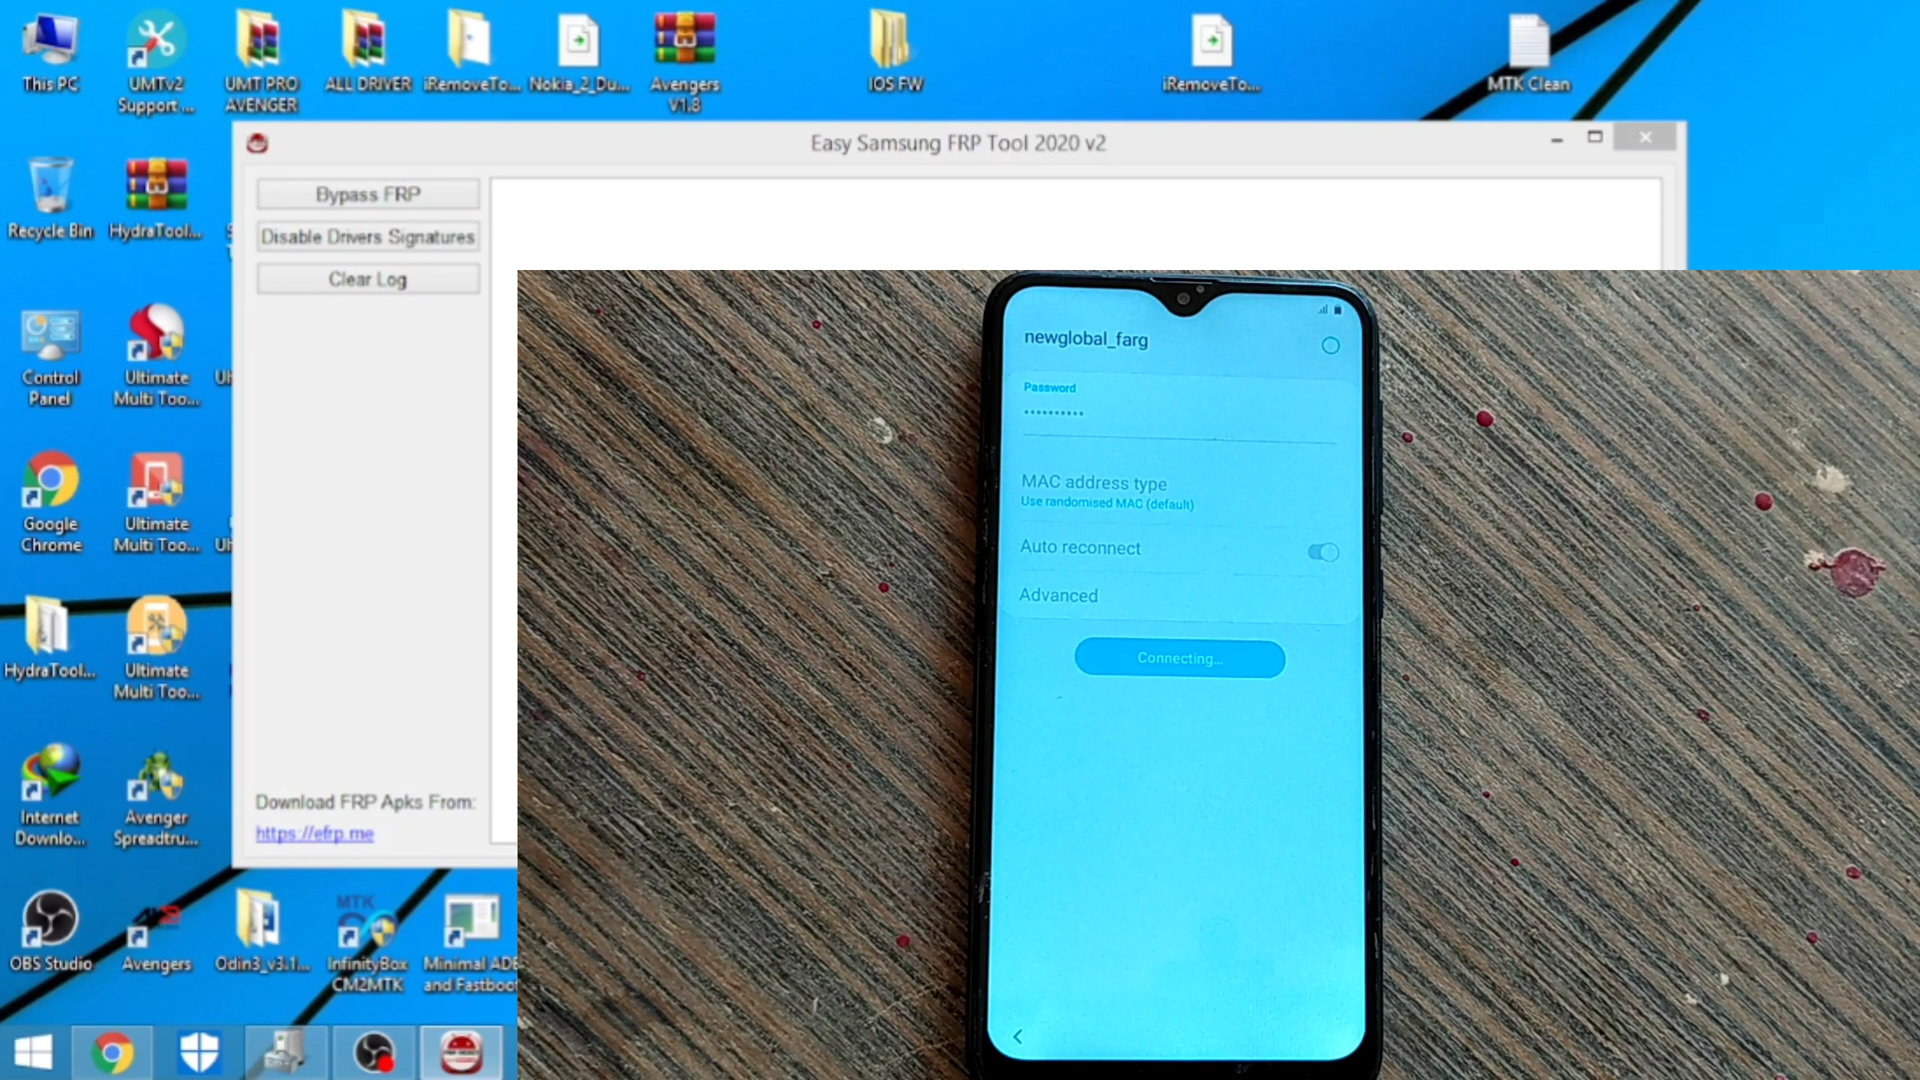 This PC
UMTv2
Support ...
UMT PRO
AVENGER
ALL DRIVER
iRemoveTo...
Nokia_2_Du...
Avengers
V1.8
IOS FW
iRemoveTo...
MTK Clean
Easy Samsung FRP Tool 2020 v2
Bypass FRP
Disable Drivers Signatures
Clear Log
Download FRP Apks From:
https://efrp.me
Recycle Bin
HydraTool...
Control
Panel
Ultimate
Multi Too...
Google
Chrome
Ultimate
Multi Too...
HydraTool...
Ultimate
Multi Too...
Internet
Downlo...
Avenger
Spreadtru...
OBS Studio
Avengers
Odin3_v3.1...
MTK
InfinityBox
CM2MTK
Minimal ADB
and Fastboot
newglobal_farg
Password
••••••••••
MAC address type
Use randomised MAC (default)
Auto reconnect
Advanced
Connecting...